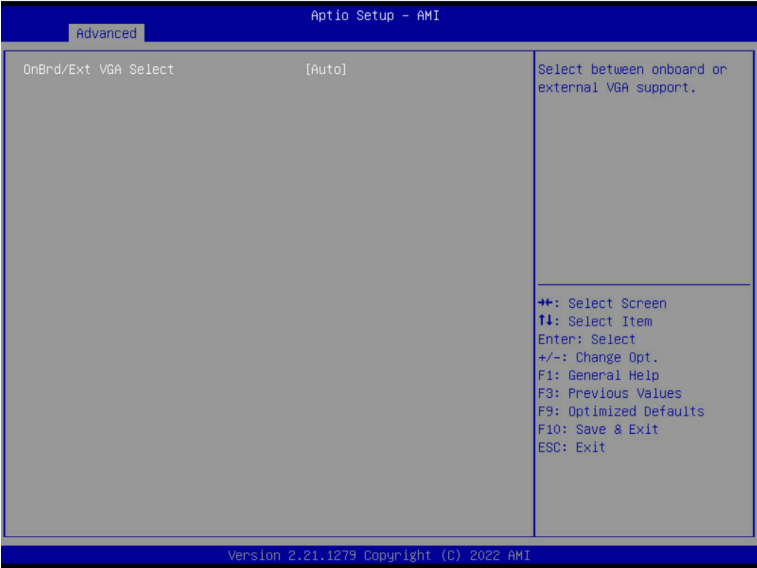 Aptio Setup - AMI
Advanced
OnBrd/Ext VGA Select [Auto]
Select between onboard or
external VGA support.
→←: Select Screen
↑↓: Select Item
Enter: Select
+/-: Change Opt.
F1: General Help
F3: Previous Values
F9: Optimized Defaults
F10: Save & Exit
ESC: Exit
Version 2.21.1279 Copyright (C) 2022 AMI